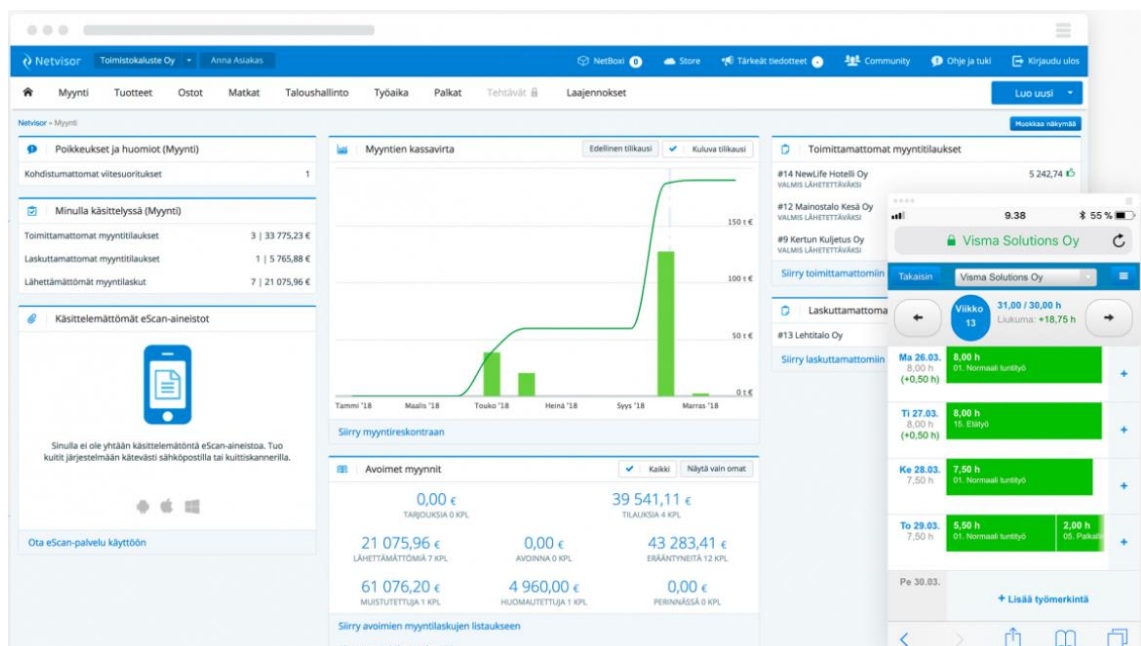 Netvisor
Toimistokaluste Oy
Anna Asiakas
NetBoxi 0
Store
Tärkeät tiedotteet
Community
Ohje ja tuki
Kirjaudu ulos
Myynti Tuotteet Ostot Matkat Taloushallinto Työaika Palkat Tehtävät Laajennokset
Luo uusi
Netvisor » Myynti
Muokkaa näkymää
Poikkeukset ja huomiot (Myynti)
Kohdistumattomat viitesuoritukset 1
Minulla käsittelyssä (Myynti)
Toimittamattomat myyntitilaukset 3 | 33 775,23 €
Laskuttamattomat myyntitilaukset 1 | 5 765,88 €
Lähettämättömät myyntilaskut 7 | 21 075,96 €
Käsittelemättömät eScan-aineistot
Sinulla ei ole yhtään käsittelemätöntä eScan-aineistoa. Tuo
kuitit järjestelmään kätevästi sähköpostilla tai kuittiskannerilla.
Ota eScan-palvelu käyttöön
Myyntien kassavirta
Edellinen tilikausi
Kuluva tilikausi
150 t €
100 t €
50 t €
0 t €
Tammi '18 Maalis '18 Touko '18 Heinä '18 Syys '18 Marras '18
Siirry myyntireskontraan
Avoimet myynnit
Kaikki
Näytä vain omat
0,00 €
TARJOUKSIA 0 KPL
39 541,11 €
TILAUKSIA 4 KPL
21 075,96 €
LÄHETTÄMÄTTÖMIÄ 7 KPL
0,00 €
AVOINNA 0 KPL
43 283,41 €
ERÄÄNTYNEITÄ 12 KPL
61 076,20 €
MUISTUTETTUJA 1 KPL
4 960,00 €
HUOMAUTETTUJA 1 KPL
0,00 €
PERINNÄSSÄ 0 KPL
Siirry avoimien myyntilaskujen listaukseen
Toimittamattomat myyntitilaukset
#14 NewLife Hotelli Oy 5 242,74
VALMIS LÄHETETTÄVÄKSI
#12 Mainostalo Kesä Oy
VALMIS LÄHETETTÄVÄKSI
#9 Kertun Kuljetus Oy
VALMIS LÄHETETTÄVÄKSI
Siirry toimittamattomiin
Laskuttamattoma
#13 Lehtitalo Oy
Siirry laskuttamattomiin
9.38
55 %
Visma Solutions Oy
Takaisin
Visma Solutions Oy
Viikko
13
31,00 / 30,00 h
Liukuma: +18,75 h
Ma 26.03.
8,00 h
(+0,50 h)
8,00 h
01. Normaali tuntityö
Ti 27.03.
8,00 h
(+0,50 h)
8,00 h
15. Etätyö
Ke 28.03.
7,50 h
7,50 h
01. Normaali tuntityö
To 29.03.
7,50 h
5,50 h
01. Normaali tuntityö
2,00 h
05. Palkall
Pe 30.03.
+ Lisää työmerkintä